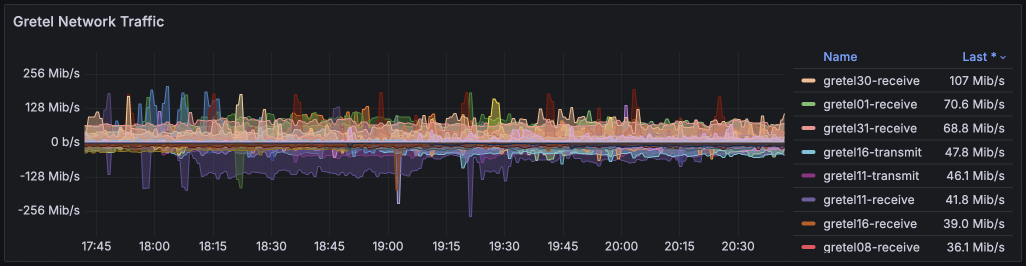 Gretel Network Traffic
Name Last *
256 Mib/s
128 Mib/s
0 b/s
-128 Mib/s
-256 Mib/s
17:45 18:00 18:15 18:30 18:45 19:00 19:15 19:30 19:45 20:00 20:15 20:30
gretel30-receive 107 Mib/s
gretel01-receive 70.6 Mib/s
gretel31-receive 68.8 Mib/s
gretel16-transmit 47.8 Mib/s
gretel11-transmit 46.1 Mib/s
gretel11-receive 41.8 Mib/s
gretel16-receive 39.0 Mib/s
gretel08-receive 36.1 Mib/s